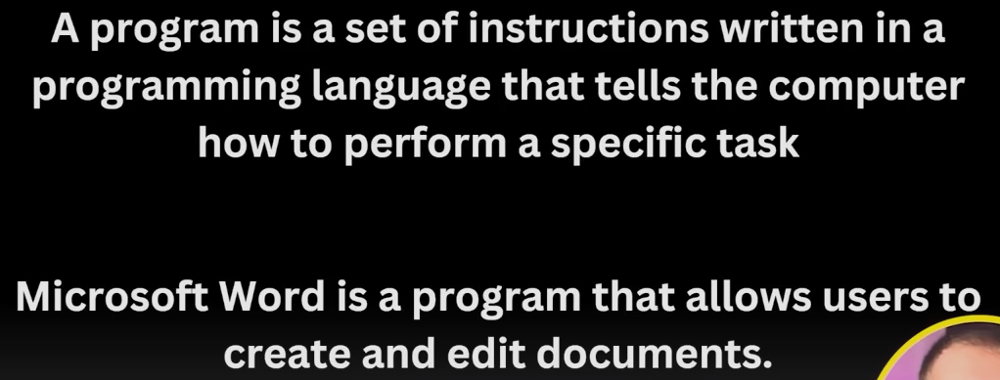 A program is a set of instructions written in a
programming language that tells the computer
how to perform a specific task
Microsoft Word is a program that allows users to
create and edit documents.